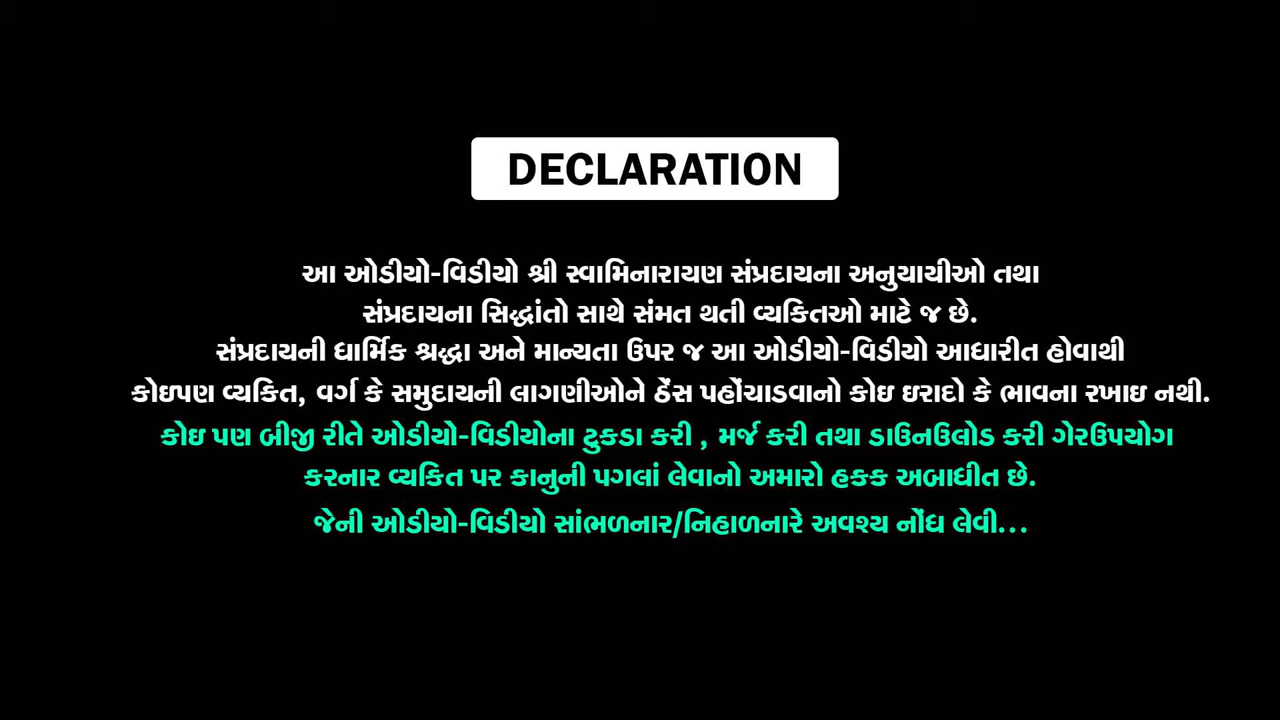 DECLARATION
આ ઓડીયો-વિડીયો શ્રી સ્વામિનારાયણ સંપ્રદાયના અનુયાયીઓ તથા
સંપ્રદાયના સિદ્ધાંતો સાથે સંમત થતી વ્યકિતઓ માટે જ છે.
સંપ્રદાયની ધાર્મિક શ્રદ્ધા અને માન્યતા ઉપર જ આ ઓડીયો-વિડીયો આધારીત હોવાથી
કોઇપણ વ્યકિત, વર્ગ કે સમુદાયની લાગણીઓને ઠેંસ પહોંચાડવાનો કોઇ ઇરાદો કે ભાવના રખાઇ નથી.
કોઇ પણ બીજી રીતે ઓડીયો-વિડીયોના ટુકડા કરી , મર્જ કરી તથા ડાઉનઉલોડ કરી ગેરઉપયોગ
કરનાર વ્યકિત પર કાનુની પગલાં લેવાનો અમારો હકક અબાધીત છે.
જેની ઓડીયો-વિડીયો સાંભળનાર/નિહાળનારે અવશ્ય નોંધ લેવી...